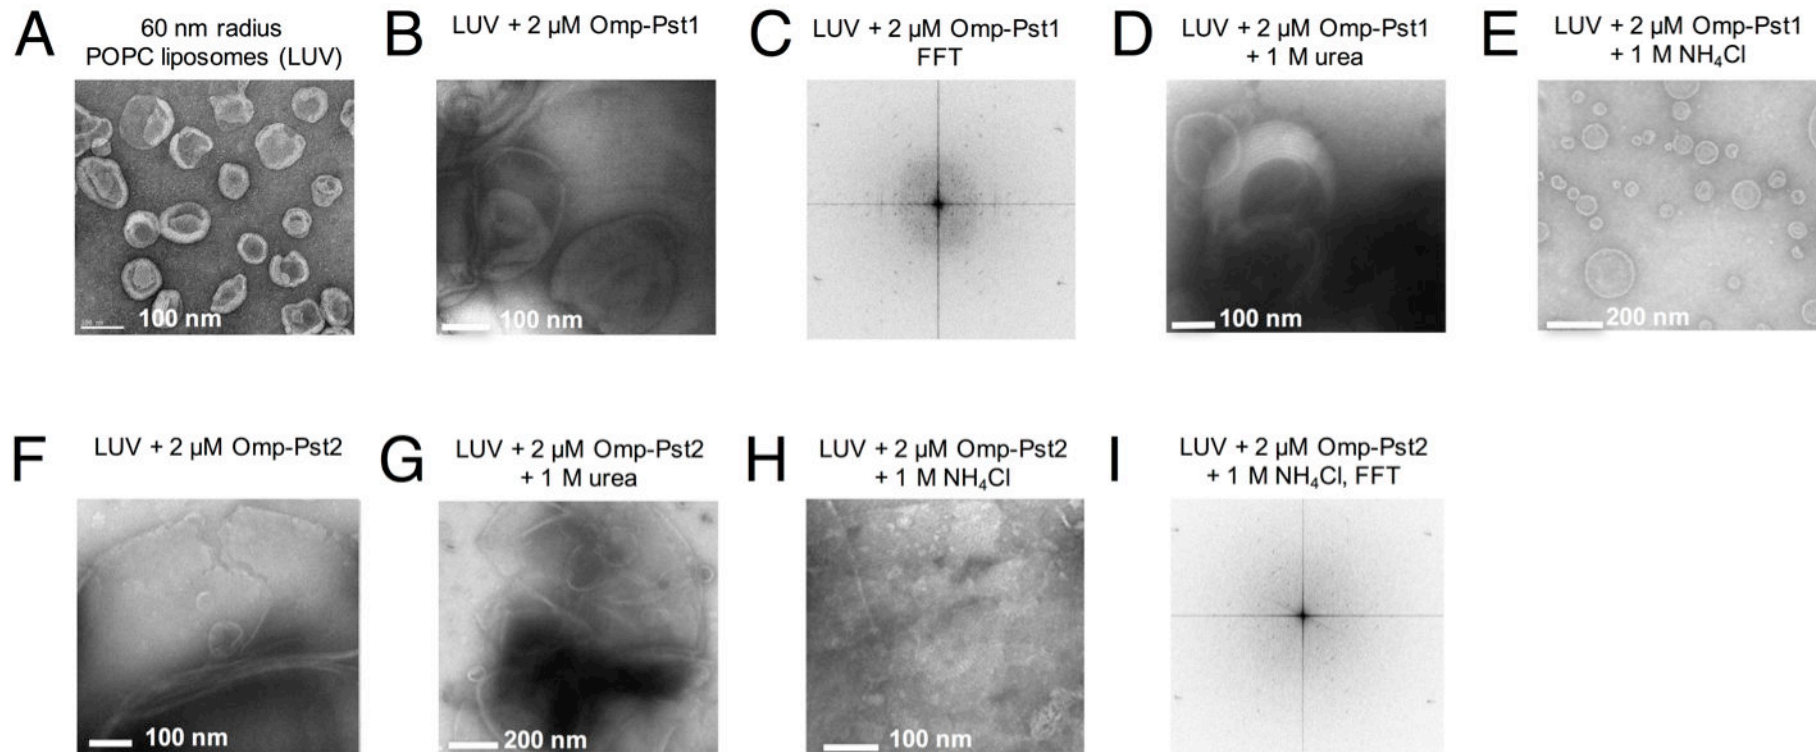 A
60 nm radius
POPC liposomes (LUV)
100 nm
B
LUV + 2 µM Omp-Pst1
100 nm
C
LUV + 2 µM Omp-Pst1
FFT
D
LUV + 2 µM Omp-Pst1
+ 1 M urea
100 nm
E
LUV + 2 µM Omp-Pst1
+ 1 M NH₄Cl
200 nm
F
LUV + 2 µM Omp-Pst2
100 nm
G
LUV + 2 µM Omp-Pst2
+ 1 M urea
200 nm
H
LUV + 2 µM Omp-Pst2
+ 1 M NH₄Cl
100 nm
I
LUV + 2 µM Omp-Pst2
+ 1 M NH₄Cl, FFT